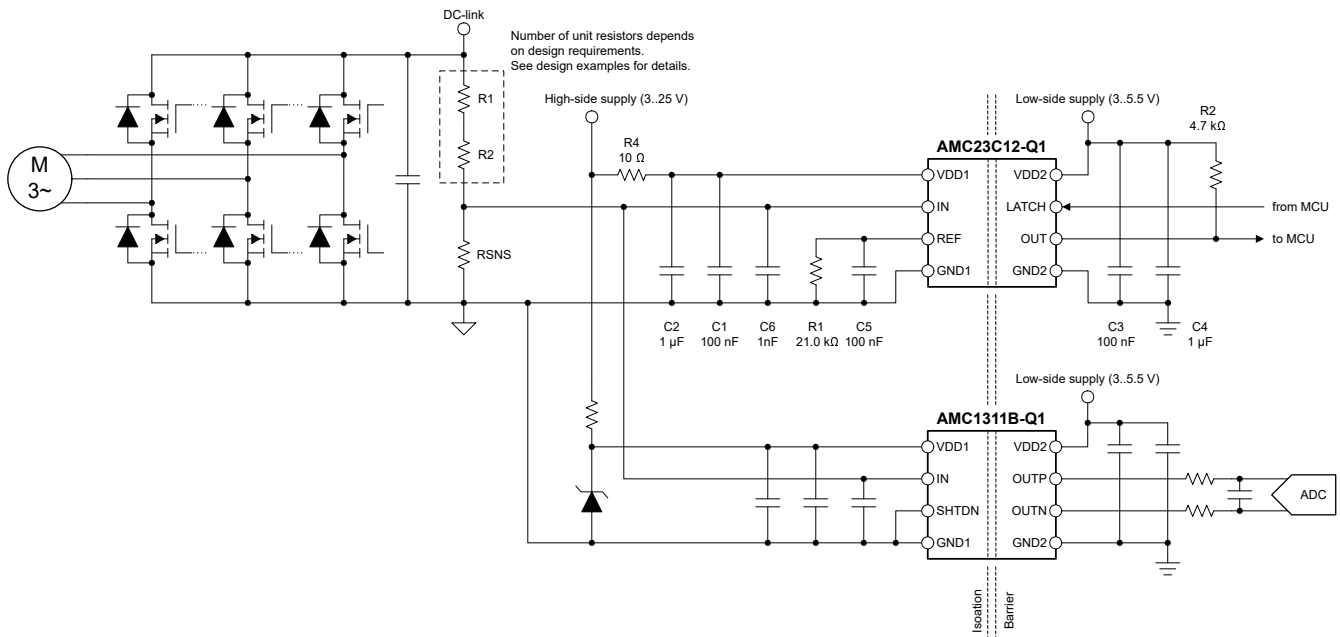 DC-link
Number of unit resistors depends
on design requirements.
See design examples for details.
High-side supply (3..25 V)
Low-side supply (3..5.5 V)
R1
R2
RSNS
M
3~
R4
10 Ω
R2
4.7 kΩ
AMC23C12-Q1
VDD1
VDD2
IN
LATCH
from MCU
REF
OUT
to MCU
GND1
GND2
C2
1 µF
C1
100 nF
C6
1nF
R1
21.0 kΩ
C5
100 nF
C3
100 nF
C4
1 µF
Low-side supply (3..5.5 V)
AMC1311B-Q1
VDD1
VDD2
IN
OUTP
SHTDN
OUTN
GND1
GND2
ADC
Isoation
Barrier